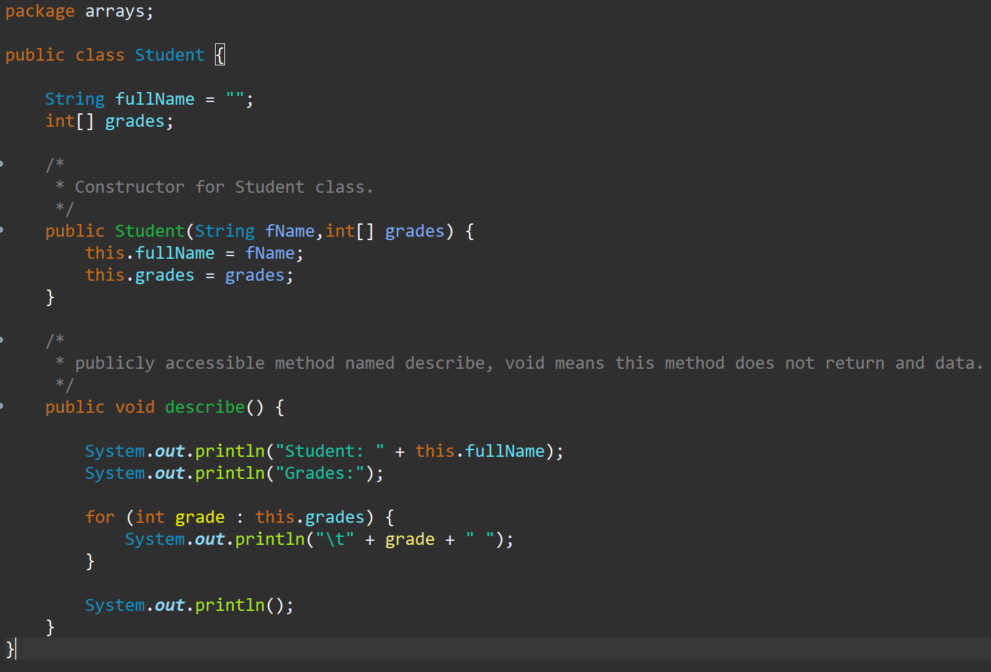 package arrays;
public class Student {
String fullName = "";
int[] grades;
/*
* Constructor for Student class.
*/
public Student(String fName,int[] grades) {
this.fullName = fName;
this.grades = grades;
}
/*
* publicly accessible method named describe, void means this method does not return and data.
*/
public void describe() {
System.out.println("Student: " + this.fullName);
System.out.println("Grades:");
for (int grade : this.grades) {
System.out.println("\t" + grade + " ");
}
System.out.println();
}
}